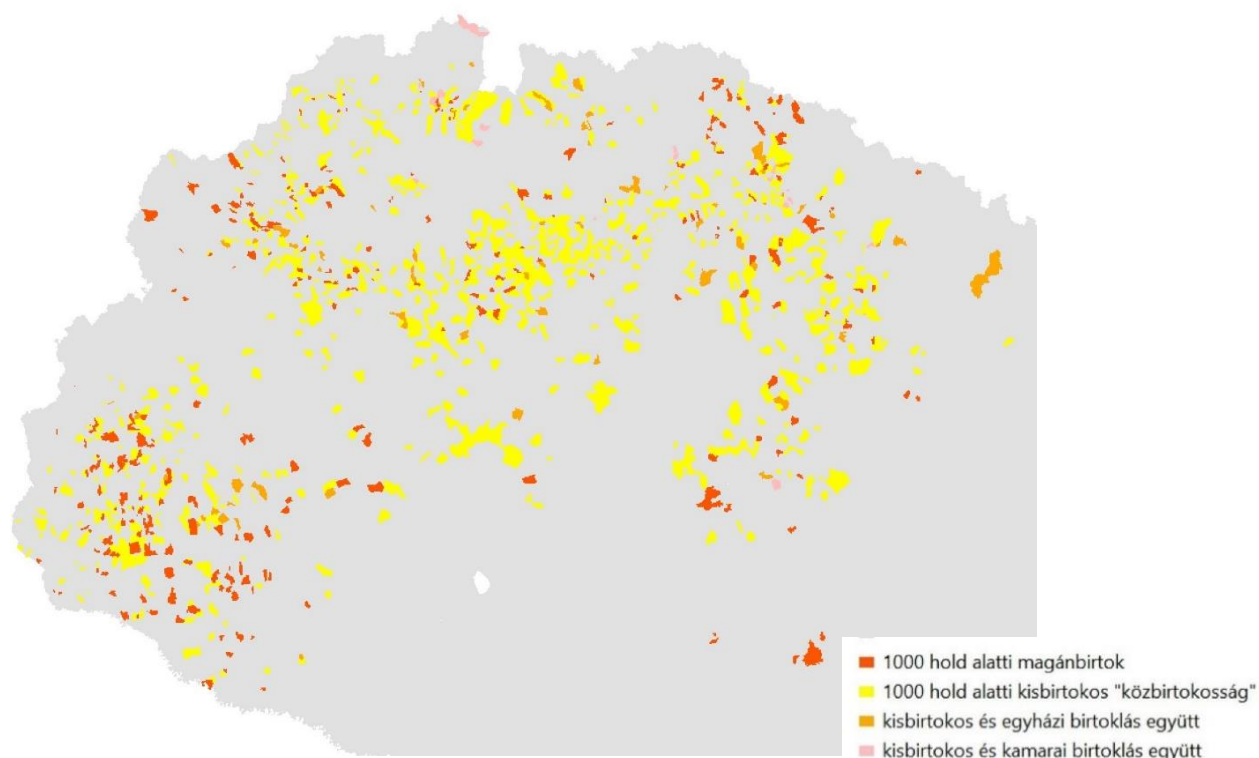 1000 hold alatti magánbirtok
1000 hold alatti kisbirtokos "közbirtokosság"
kisbirtokos és egyházi birtoklás együtt
kisbirtokos és kamarai birtoklás együtt